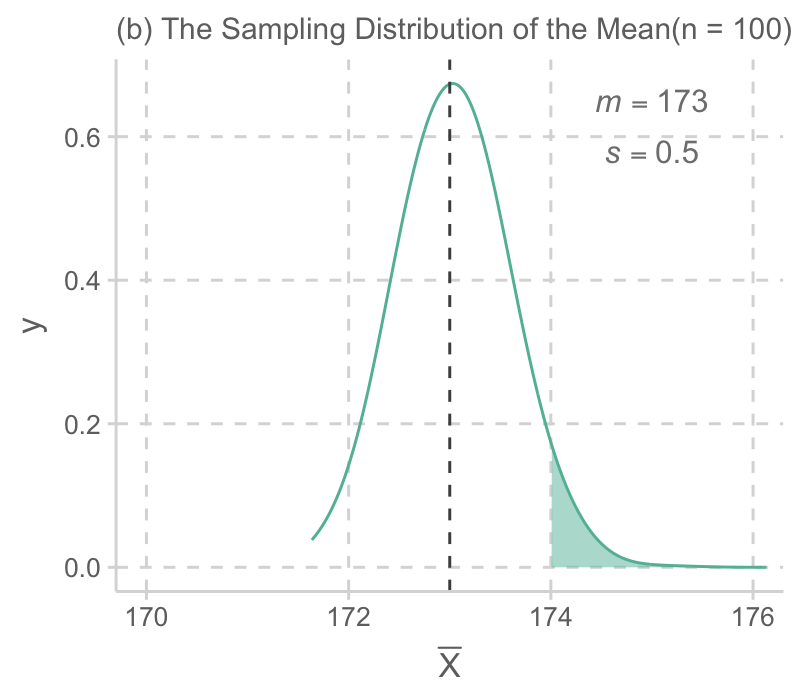 (b) The Sampling Distribution of the Mean(n = 100)
m = 173
s = 0.5
0.6
0.4
0.2
0.0
y
170 172 174 176
X̅